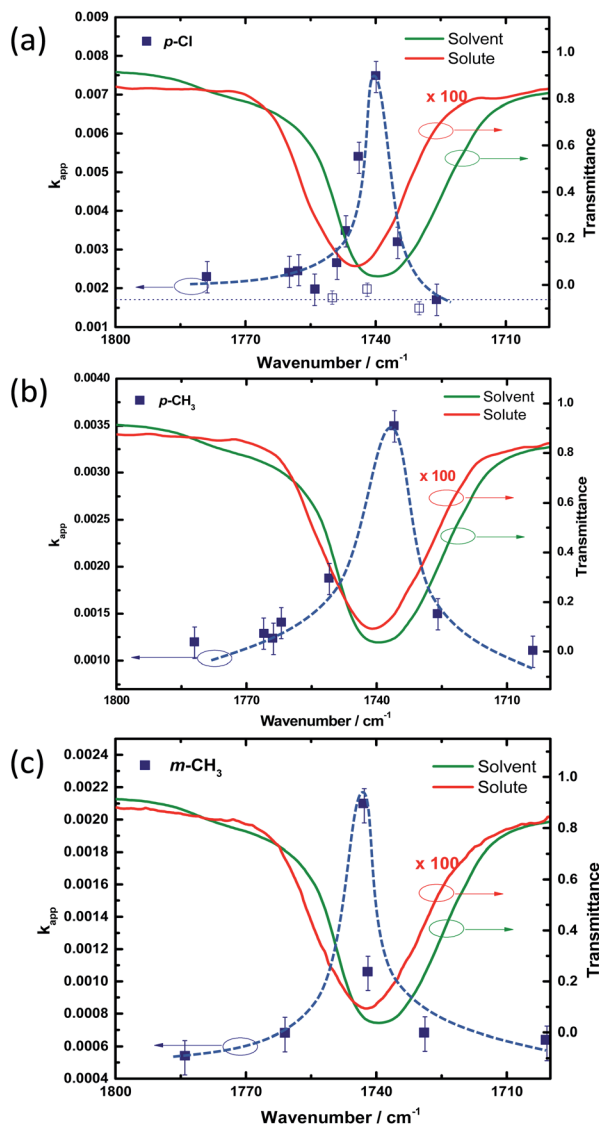 (a)
p-Cl
Solvent
Solute
x 100
0.009
0.008
0.007
0.006
0.005
0.004
0.003
0.002
0.001
k_app
1.0
0.8
0.6
0.4
0.2
0.0
Transmittance
1800 1770 1740 1710
Wavenumber / cm⁻¹
(b)
p-CH₃
Solvent
Solute
x 100
0.0040
0.0035
0.0030
0.0025
0.0020
0.0015
0.0010
k_app
1.0
0.8
0.6
0.4
0.2
0.0
Transmittance
1800 1770 1740 1710
Wavenumber / cm⁻¹
(c)
m-CH₃
Solvent
Solute
x 100
0.0024
0.0022
0.0020
0.0018
0.0016
0.0014
0.0012
0.0010
0.0008
0.0006
0.0004
k_app
1.0
0.8
0.6
0.4
0.2
0.0
Transmittance
1800 1770 1740 1710
Wavenumber / cm⁻¹